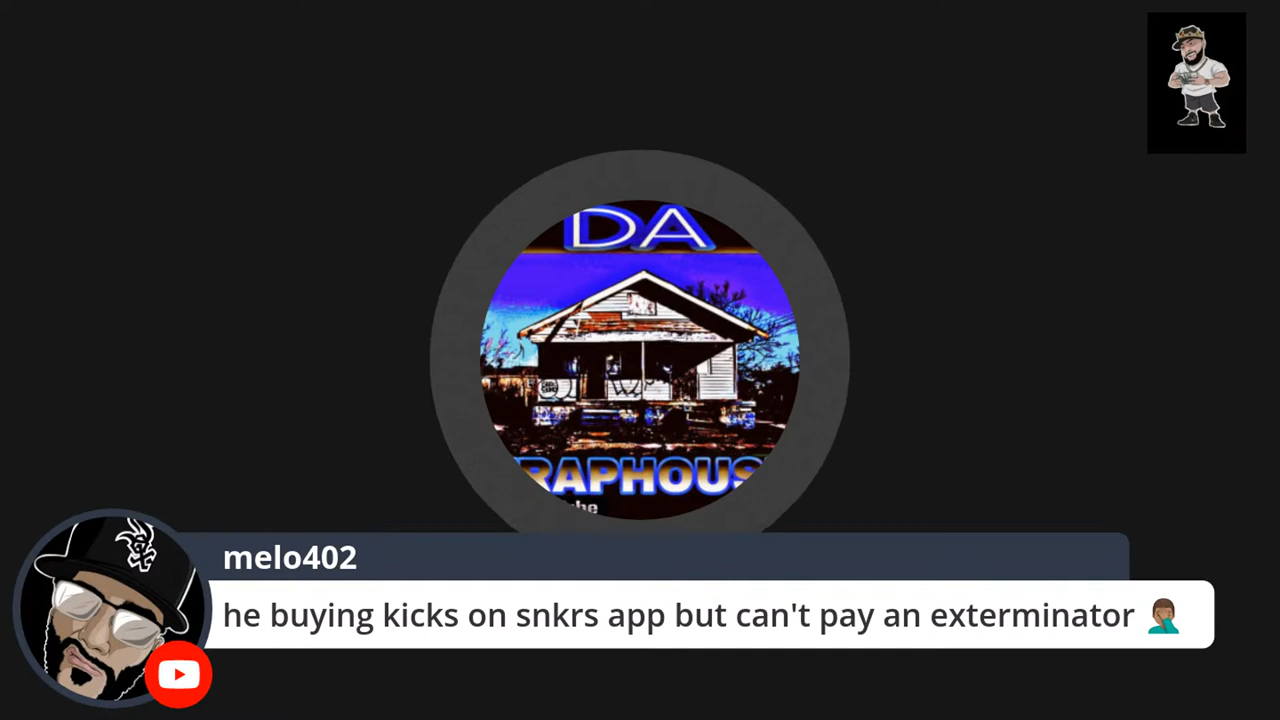 DA
RAPHOUS
melo402
he buying kicks on snkrs app but can't pay an exterminator 🤦🏽‍♂️